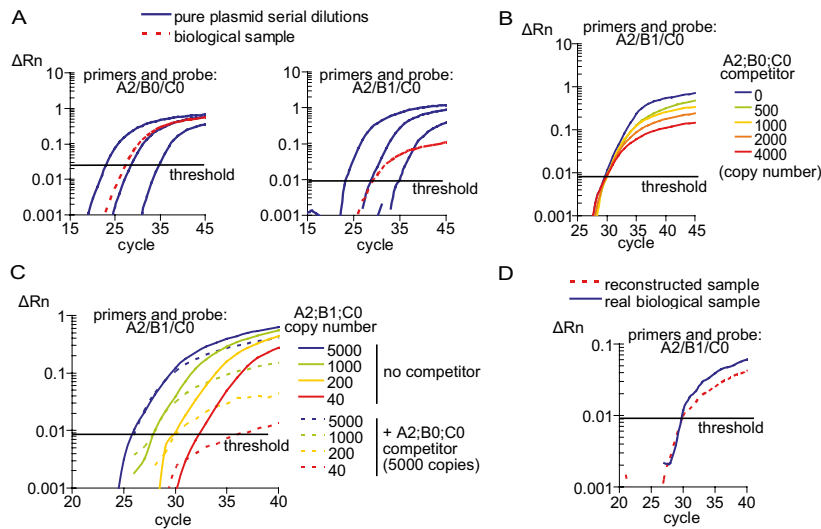 A
pure plasmid serial dilutions
biological sample
ΔRn
primers and probe:
A2/B0/C0
10
1
0.1
0.01
0.001
threshold
15 25 35 45
cycle
primers and probe:
A2/B1/C0
10
1
0.1
0.01
0.001
threshold
15 25 35 45
cycle
B
ΔRn
primers and probe:
A2/B1/C0
10
1
0.1
0.01
0.001
threshold
25 30 35 40 45
cycle
A2;B0;C0
competitor
0
500
1000
2000
4000
(copy number)
C
ΔRn
primers and probe:
A2/B1/C0
1
0.1
0.01
0.001
threshold
20 25 30 35 40
cycle
A2;B1;C0
copy number
5000
1000
200
40
no competitor
5000
1000
200
40
+ A2;B0;C0
competitor
(5000 copies)
D
reconstructed sample
real biological sample
ΔRn
primers and probe:
A2/B1/C0
0.1
0.01
0.001
threshold
20 25 30 35 40
cycle